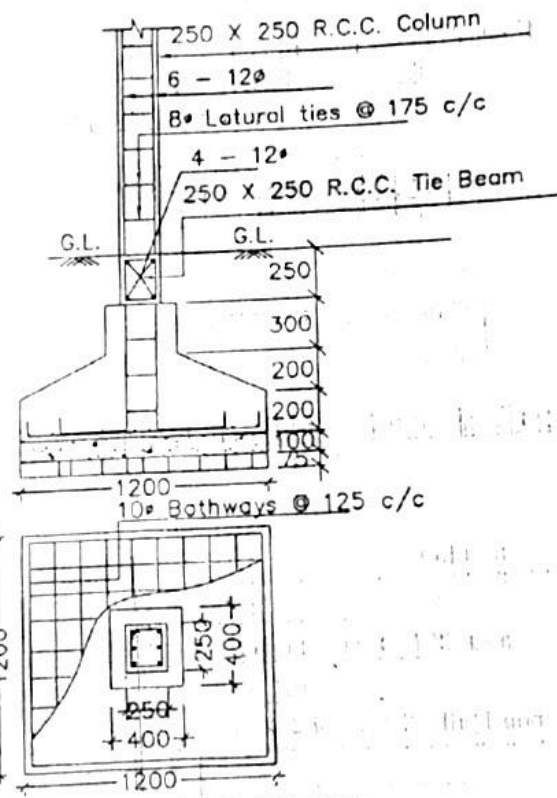 250 X 250 R.C.C. Column
6 - 12ø
8ø Latural ties @ 175 c/c
4 - 12ø
250 X 250 R.C.C. Tie Beam
G.L.
G.L.
250
300
200
200
100
75
1200
10ø Bothways @ 125 c/c
1200
250
400
250
400
1200